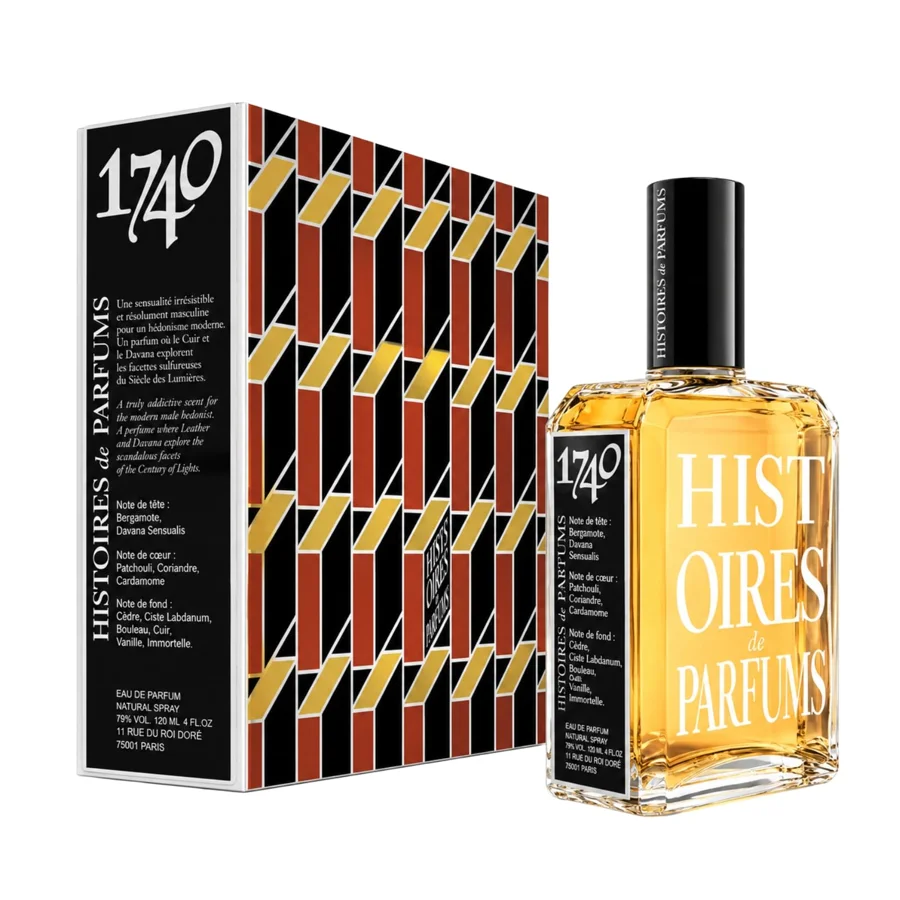 1740
HISTOIRES de PARFUMS
Une sensualité irrésistible
et résolument masculine
pour un hédonisme moderne.
Un parfum où le Cuir et
le Davana explorent
les facettes sulfureuses
du Siècle des Lumières.
A truly addictive scent for
the modern male hedonist.
A perfume where Leather
and Davana explore the
scandalous facets
of the Century of Lights.
Note de tête :
Bergamote,
Davana Sensualis
Note de cœur :
Patchouli, Coriandre,
Cardamome
Note de fond :
Cèdre, Ciste Labdanum,
Bouleau, Cuir,
Vanille, Immortelle.
EAU DE PARFUM
NATURAL SPRAY
79% VOL. 120 ML 4 FL.OZ
11 RUE DU ROI DORÉ
75001 PARIS
HIST
OIRES
de
PARFUMS
HISTOIRES de PARFUMS
1740
HISTOIRES de PARFUMS
Note de tête :
Bergamote,
Davana
Sensualis
Note de cœur :
Patchouli,
Coriandre,
Cardamome
Note de fond :
Cèdre,
Ciste Labdanum,
Bouleau,
Vanille,
Immortelle.
EAU DE PARFUM
NATURAL SPRAY
79% VOL. 120 ML 4 FL.OZ
11 RUE DU ROI DORÉ
75001 PARIS
HIST
OIRES
de
PARFUMS